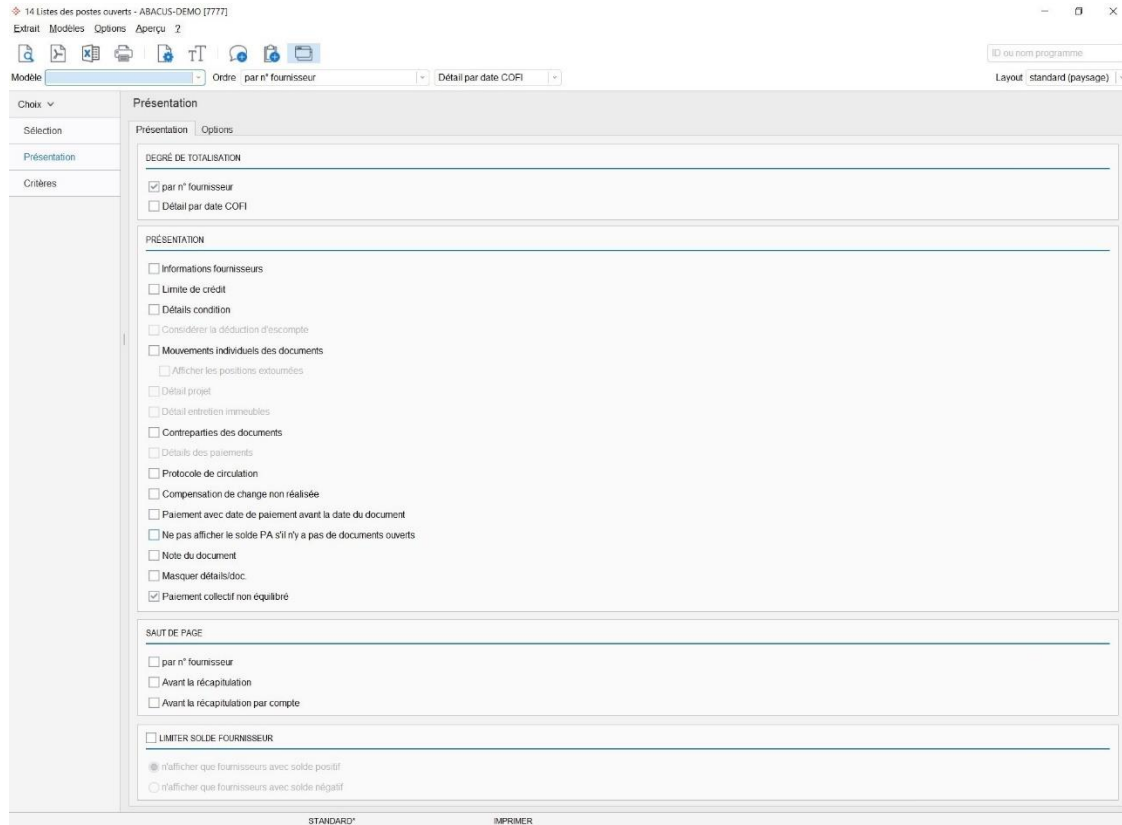 14 Listes des postes ouverts - ABACUS-DEMO [7777]
Extrait Modèles Options Aperçu ?
ID ou nom programme
Modèle Ordre par n° fournisseur Détail par date COFI Layout standard (paysage)
Choix
Sélection
Présentation
Critères
Présentation
Présentation Options
DEGRÉ DE TOTALISATION
par n° fournisseur
Détail par date COFI
PRÉSENTATION
Informations fournisseurs
Limite de crédit
Détails condition
Considérer la déduction d'escompte
Mouvements individuels des documents
Afficher les positions extournées
Détail projet
Détail entretien immeubles
Contreparties des documents
Détails des paiements
Protocole de circulation
Compensation de change non réalisée
Paiement avec date de paiement avant la date du document
Ne pas afficher le solde PA s'il n'y a pas de documents ouverts
Note du document
Masquer détails/doc.
Paiement collectif non équilibré
SAUT DE PAGE
par n° fournisseur
Avant la récapitulation
Avant la récapitulation par compte
LIMITER SOLDE FOURNISSEUR
n'afficher que fournisseurs avec solde positif
n'afficher que fournisseurs avec solde négatif
STANDARD* IMPRIMER